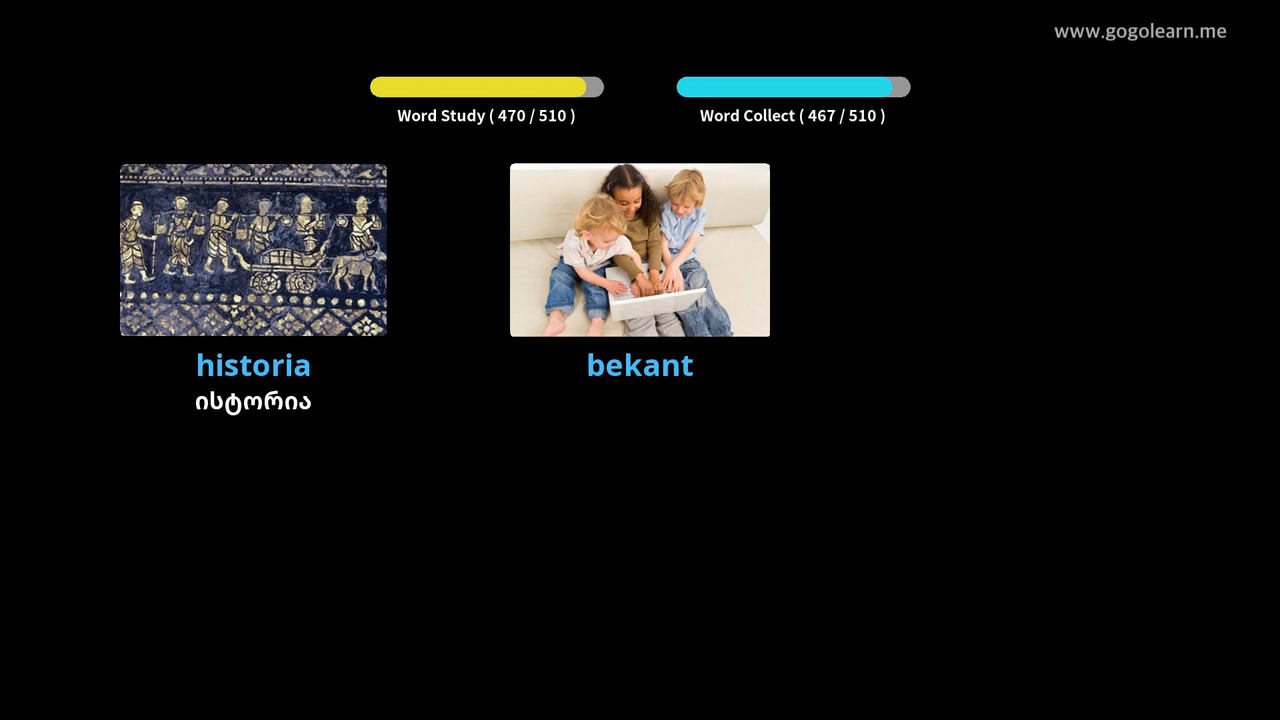 www.gogolearn.me
Word Study ( 470 / 510 )
Word Collect ( 467 / 510 )
historia
ისტორია
bekant